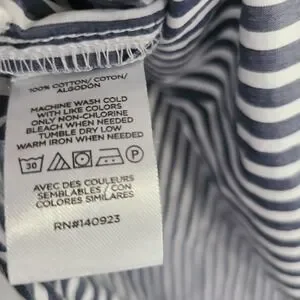 100% COTTON/ COTON/
ALGODON
MACHINE WASH COLD
WITH LIKE COLORS
ONLY NON-CHLORINE
BLEACH WHEN NEEDED
TUMBLE DRY LOW
WARM IRON WHEN NEEDED
30
AVEC DES COULEURS
SEMBLABLES / CON
COLORES SIMILARES
RN#140923